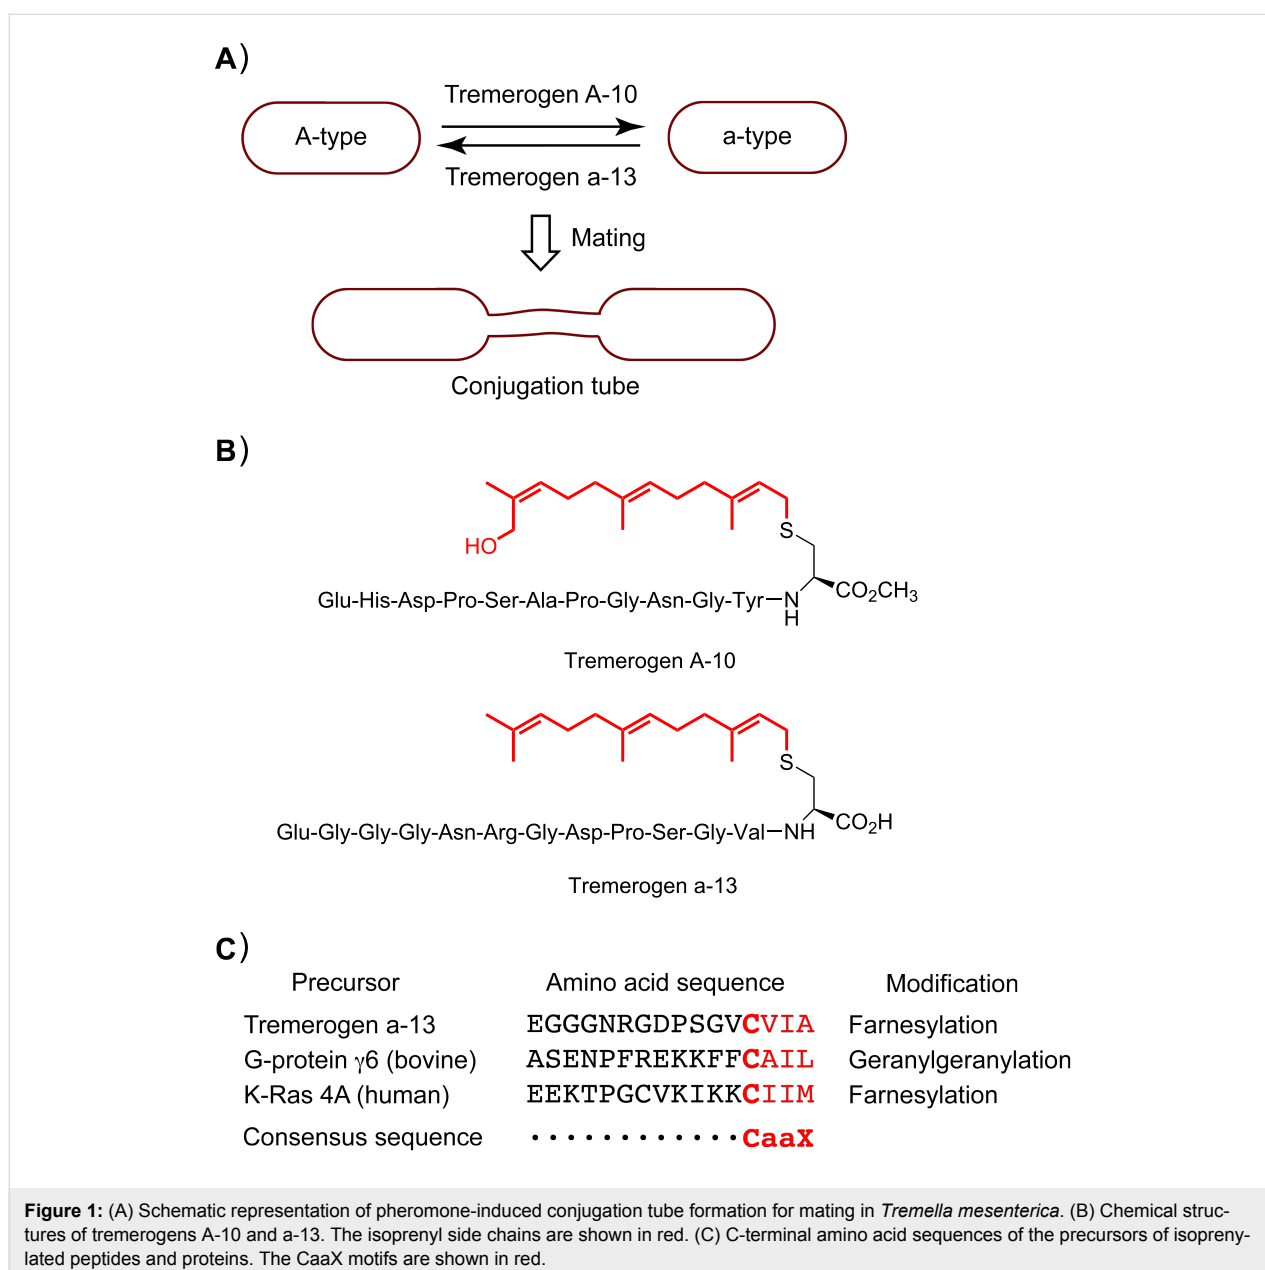 A)
Tremerogen A-10
A-type
a-type
Tremerogen a-13
Mating
Conjugation tube
B)
HO
S
Glu-His-Asp-Pro-Ser-Ala-Pro-Gly-Asn-Gly-Tyr—N
H
CO₂CH₃
Tremerogen A-10
S
Glu-Gly-Gly-Gly-Asn-Arg-Gly-Asp-Pro-Ser-Gly-Val—NH
CO₂H
Tremerogen a-13
C)
Precursor Amino acid sequence Modification
Tremerogen a-13 EGGGNRGDPSGVCVIA Farnesylation
G-protein γ6 (bovine) ASENPFREKKFFCAIL Geranylgeranylation
K-Ras 4A (human) EEKTPGCVKIKKCIIM Farnesylation
Consensus sequence ············CaaX
Figure 1: (A) Schematic representation of pheromone-induced conjugation tube formation for mating in Tremella mesenterica. (B) Chemical struc-
tures of tremerogens A-10 and a-13. The isoprenyl side chains are shown in red. (C) C-terminal amino acid sequences of the precursors of isopreny-
lated peptides and proteins. The CaaX motifs are shown in red.